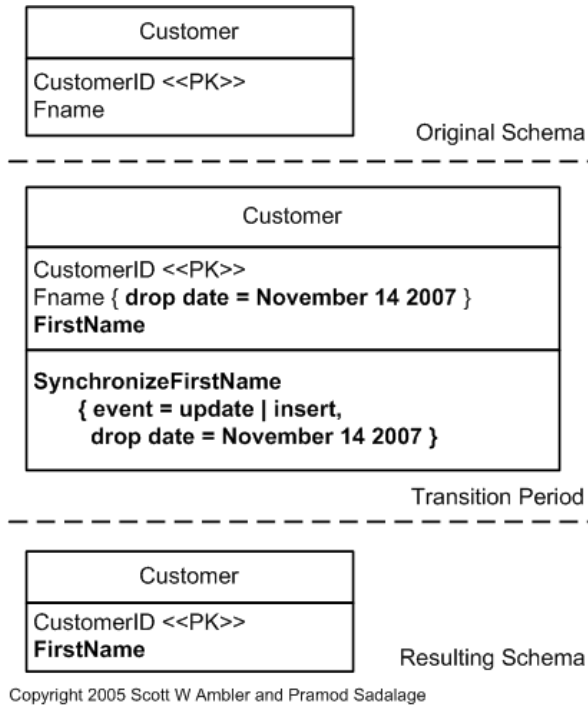 Customer
CustomerID <<PK>>
Fname
Original Schema
Customer
CustomerID <<PK>>
Fname { drop date = November 14 2007 }
FirstName
SynchronizeFirstName
{ event = update | insert,
drop date = November 14 2007 }
Transition Period
Customer
CustomerID <<PK>>
FirstName
Resulting Schema
Copyright 2005 Scott W Ambler and Pramod Sadalage